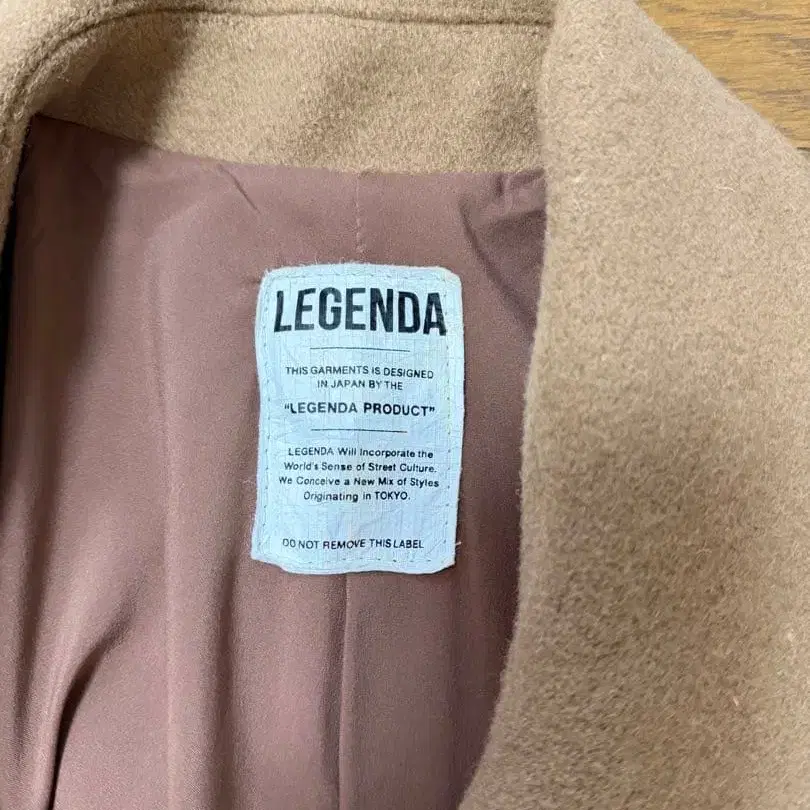 LEGENDA
THIS GARMENTS IS DESIGNED
IN JAPAN BY THE
"LEGENDA PRODUCT"
LEGENDA Will Incorporate the
World's Sense of Street Culture.
We Conceive a New Mix of Styles
Originating in TOKYO.
DO NOT REMOVE THIS LABEL